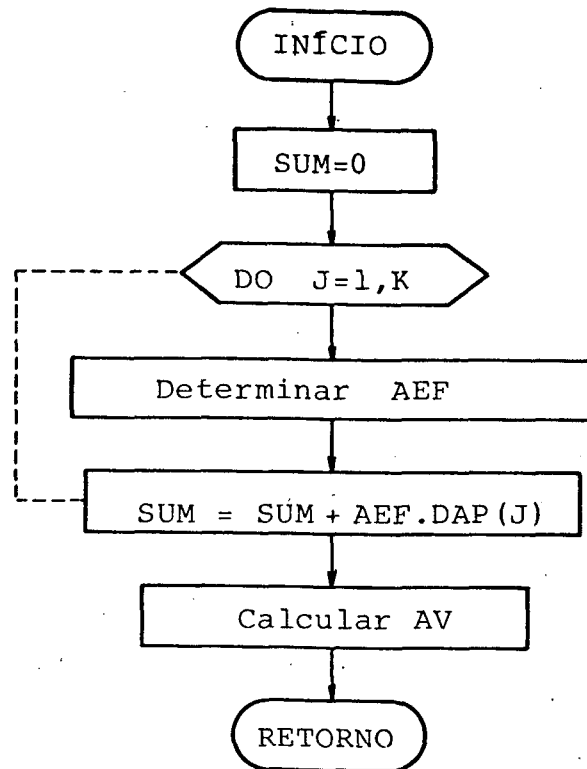 INÍCIO
SUM=0
DO J=1,K
Determinar AEF
SUM = SUM + AEF.DAP(J)
Calcular AV
RETORNO